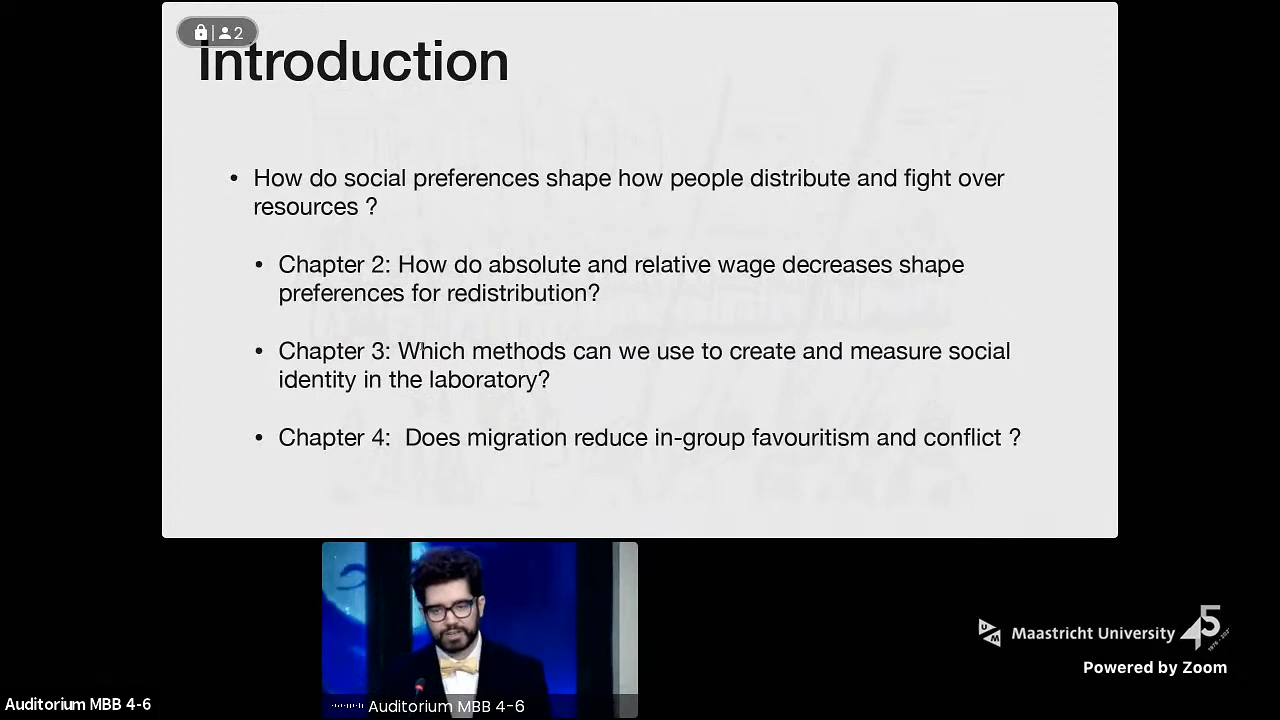 2
Introduction
• How do social preferences shape how people distribute and fight over
resources ?
• Chapter 2: How do absolute and relative wage decreases shape
preferences for redistribution?
• Chapter 3: Which methods can we use to create and measure social
identity in the laboratory?
• Chapter 4:  Does migration reduce in-group favouritism and conflict ?
UM
Maastricht University
45
Powered by Zoom
Auditorium MBB 4-6
Auditorium MBB 4-6